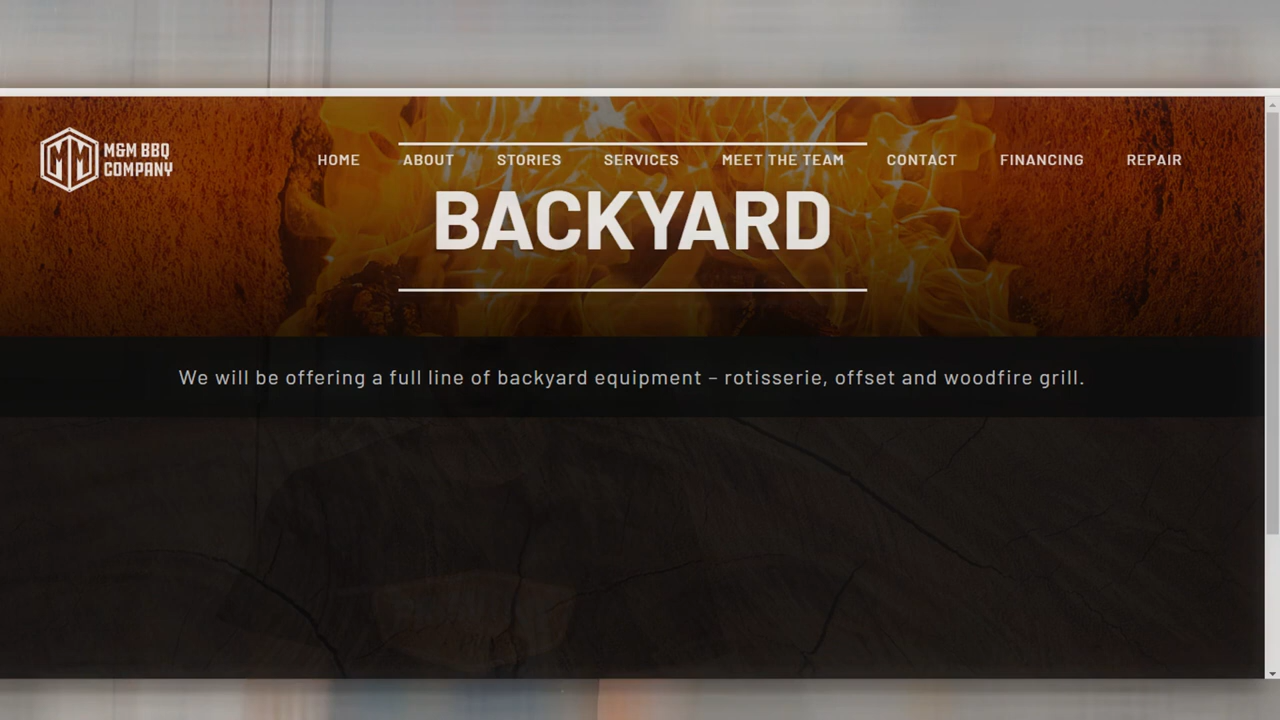 M&M BBQ
COMPANY
HOME ABOUT STORIES SERVICES MEET THE TEAM CONTACT FINANCING REPAIR
BACKYARD
We will be offering a full line of backyard equipment – rotisserie, offset and woodfire grill.